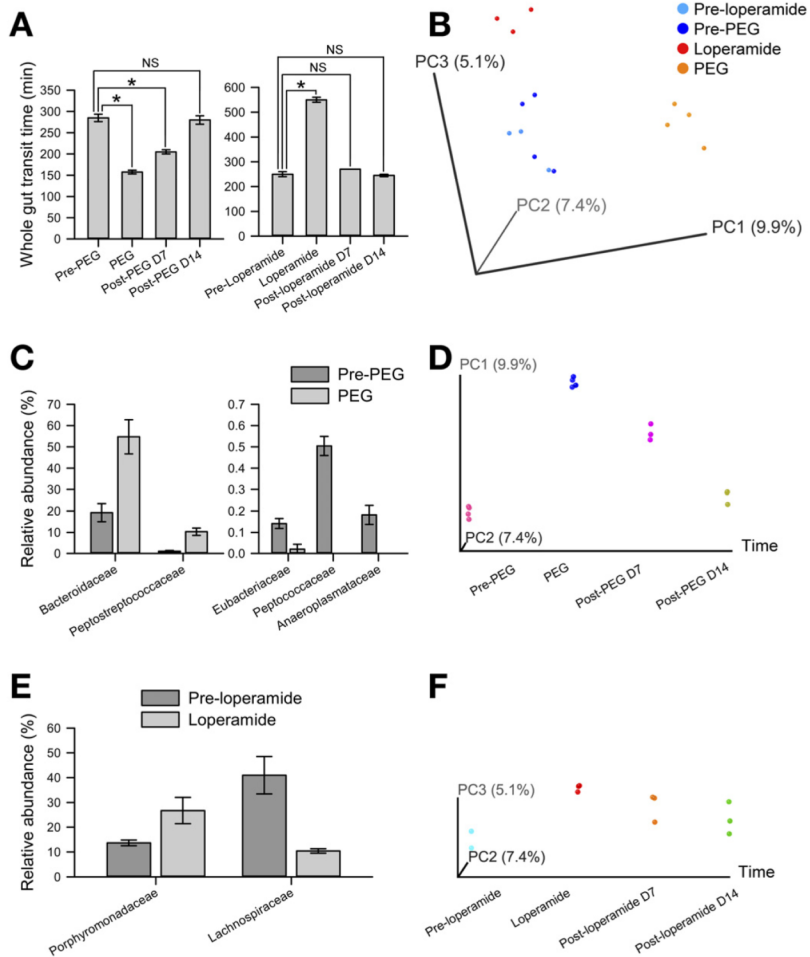 A
Whole gut transit time (min)
350
300
250
200
150
100
50
0
NS
*
*
Pre-PEG
PEG
Post-PEG D7
Post-PEG D14
600
500
400
300
200
100
0
NS
NS
*
Pre-Loperamide
Loperamide
Post-loperamide D7
Post-loperamide D14
B
Pre-loperamide
Pre-PEG
Loperamide
PEG
PC3 (5.1%)
PC2 (7.4%)
PC1 (9.9%)
C
Pre-PEG
PEG
Relative abundance (%)
70
60
50
40
30
20
10
0
Bacteroidaceae
Peptostreptococcaceae
0.7
0.6
0.5
0.4
0.3
0.2
0.1
0.0
Eubacteriaceae
Peptococcaceae
Anaeroplasmataceae
D
PC1 (9.9%)
PC2 (7.4%)
Time
Pre-PEG
PEG
Post-PEG D7
Post-PEG D14
E
Pre-loperamide
Loperamide
Relative abundance (%)
60
50
40
30
20
10
0
Porphyromonadaceae
Lachnospiraceae
F
PC3 (5.1%)
PC2 (7.4%)
Time
Pre-loperamide
Loperamide
Post-loperamide D7
Post-loperamide D14